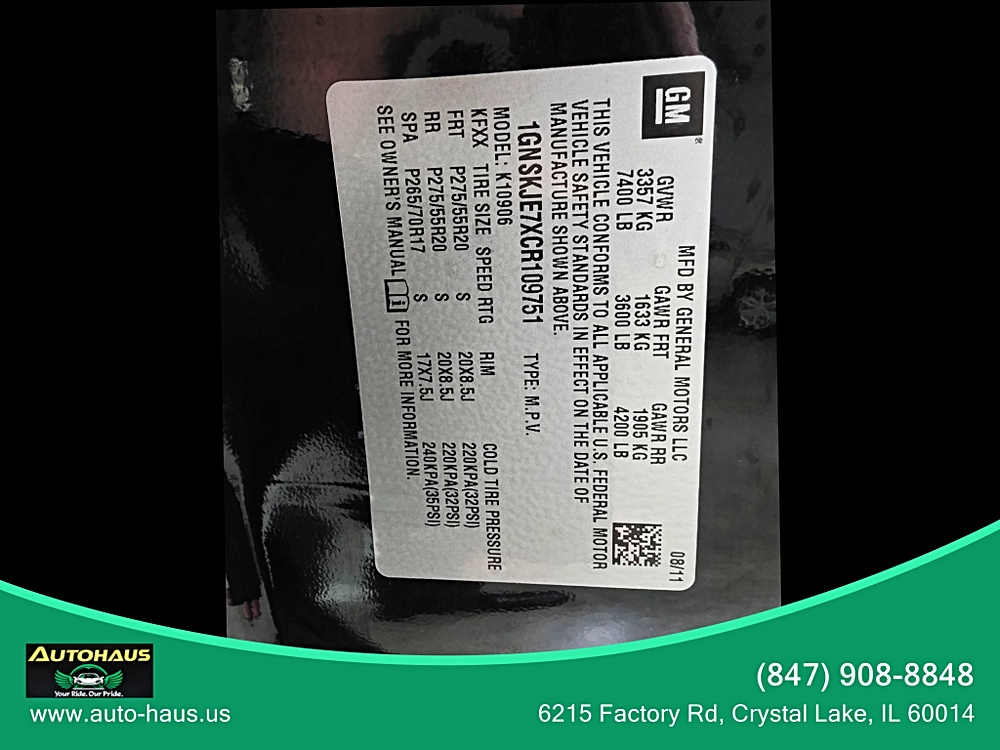 GM
MFD BY GENERAL MOTORS LLC
08/11
GVWR GAWR FRT GAWR RR
3357 KG 1633 KG 1905 KG
7400 LB 3600 LB 4200 LB
THIS VEHICLE CONFORMS TO ALL APPLICABLE U.S. FEDERAL MOTOR
VEHICLE SAFETY STANDARDS IN EFFECT ON THE DATE OF
MANUFACTURE SHOWN ABOVE.
1GNSKJE7XCR109751 TYPE: M.P.V.
MODEL: K10906
KFXX TIRE SIZE SPEED RTG RIM COLD TIRE PRESSURE
FRT P275/55R20 S 20X8.5J 220KPA(32PSI)
RR P275/55R20 S 20X8.5J 220KPA(32PSI)
SPA P265/70R17 S 17X7.5J 240KPA(35PSI)
SEE OWNER'S MANUAL FOR MORE INFORMATION.
AUTOHAUS
Your Ride. Our Pride.
www.auto-haus.us
(847) 908-8848
6215 Factory Rd, Crystal Lake, IL 60014